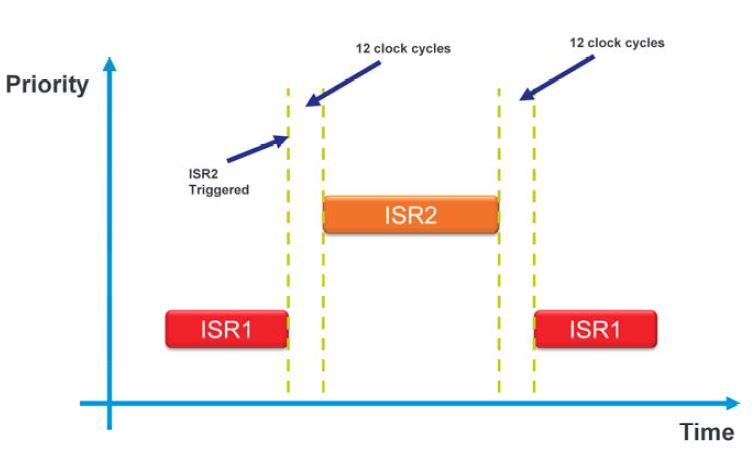 12 clock cycles
12 clock cycles
Priority
ISR2
Triggered
ISR2
ISR1
ISR1
Time